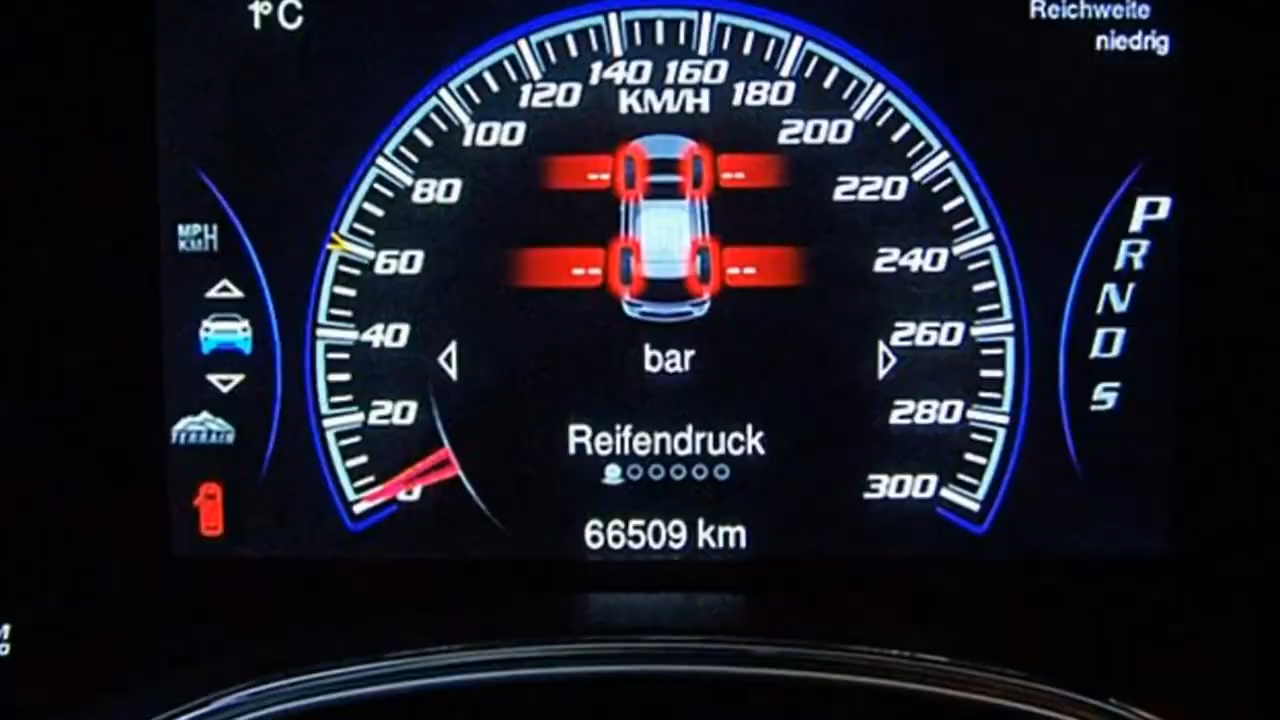 1°C
Reichweite
niedrig
140 160
120 KM/H 180
100 200
80 220
-- --
MPH
KM/H
60 -- -- 240
40 260
bar
20 280
TERRAIN
Reifendruck
0 300
66509 km
P
R
N
D
S